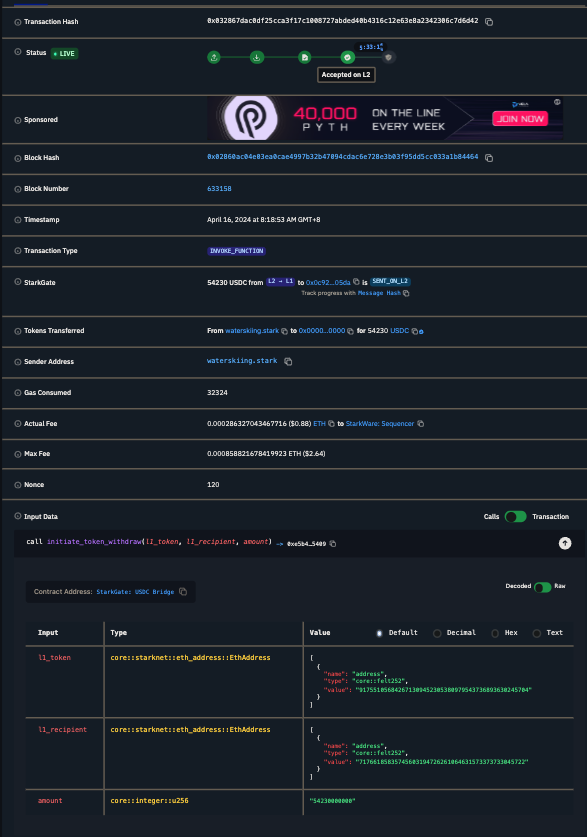 Transaction Hash 0x032867dac0df25cca3f17c1008727abded40b4316c12e63e8a2342306c7d6d42
Status LIVE
Accepted on L2
Sponsored 40,000 PYTH ON THE LINE EVERY WEEK JOIN NOW
Block Hash 0x02860ac04e03ea0cae4997b32b47094cdac6e728e3b03f95dd5cc033a1b84464
Block Number 633158
Timestamp April 16, 2024 at 8:18:53 AM GMT+8
Transaction Type INVOKE_FUNCTION
StarkGate 54230 USDC from L2 → L1 to 0x0c92...05da is SENT_ON_L2
Track progress with Message Hash
Tokens Transferred From waterskiing.stark to 0x0000...0000 for 54230 USDC
Sender Address waterskiing.stark
Gas Consumed 32324
Actual Fee 0.000286327043467716 ($0.88) ETH to StarkWare: Sequencer
Max Fee 0.000858821678419923 ETH ($2.64)
Nonce 120
Input Data Calls Transaction
call initiate_token_withdraw(l1_token, l1_recipient, amount) → 0xe5b4…5409
Contract Address: StarkGate: USDC Bridge Decoded Raw
Input Type Value Default Decimal Hex Text
l1_token core::starknet::eth_address::EthAddress [
{
"name": "address",
"type": "core::felt252",
"value": "917551056842671309452305380979543736893630245704"
}
]
l1_recipient core::starknet::eth_address::EthAddress [
{
"name": "address",
"type": "core::felt252",
"value": "71766185835745603194726261064631573373733045722"
}
]
amount core::integer::u256 "54230000000"